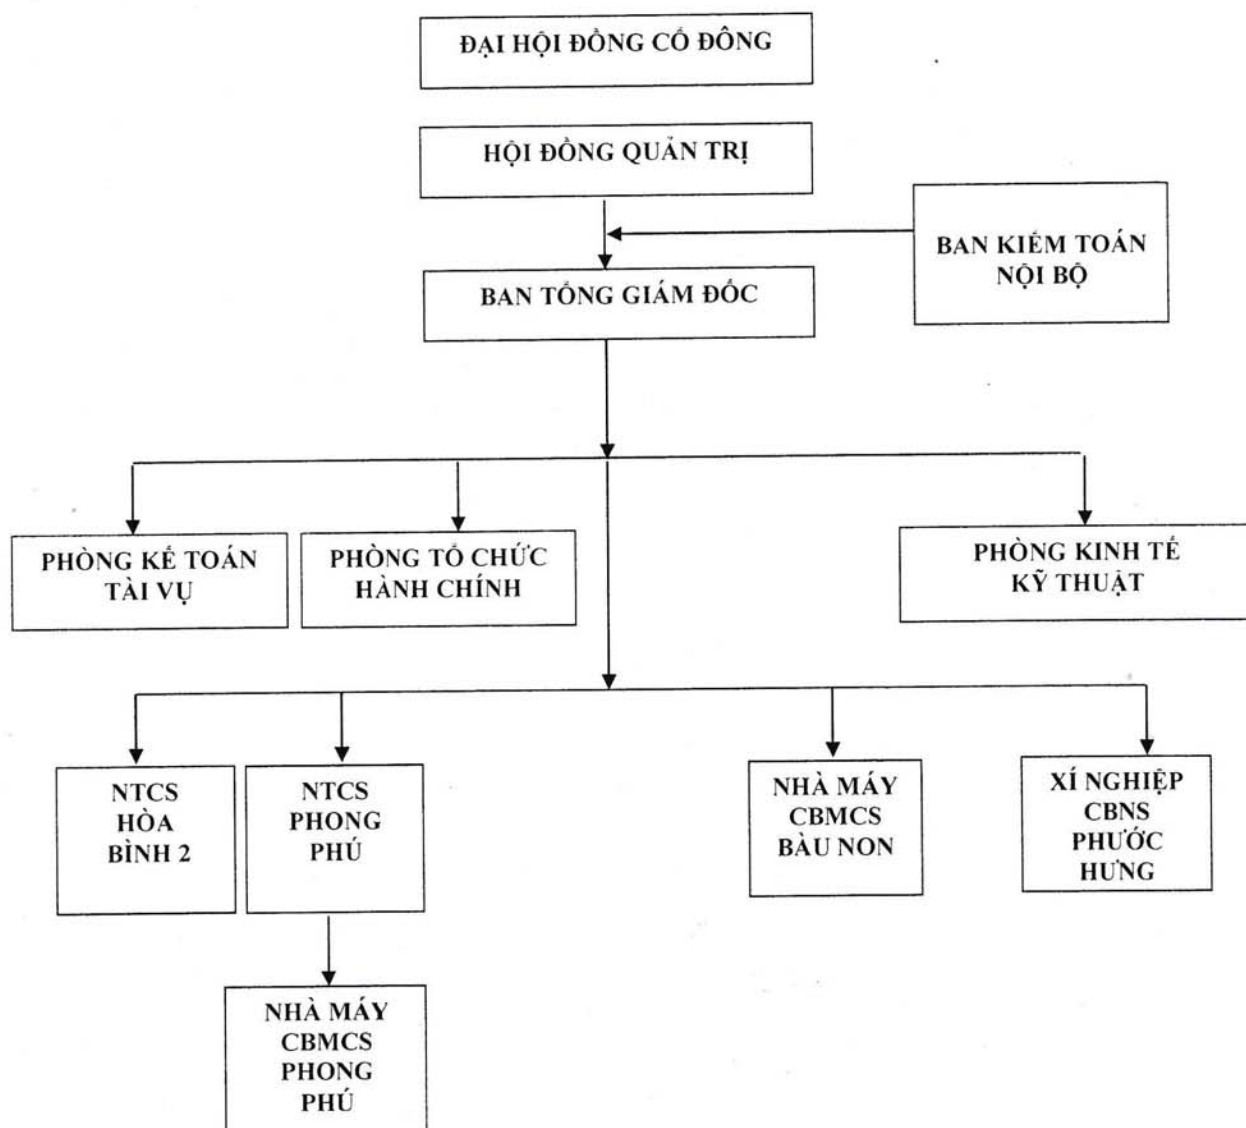 ĐẠI HỘI ĐỒNG CỔ ĐÔNG
HỘI ĐỒNG QUẢN TRỊ
BAN KIỂM TOÁN
NỘI BỘ
BAN TỔNG GIÁM ĐỐC
PHÒNG KẾ TOÁN
TÀI VỤ
PHÒNG TỔ CHỨC
HÀNH CHÍNH
PHÒNG KINH TẾ
KỸ THUẬT
NTCS
HÒA
BÌNH 2
NTCS
PHONG
PHÚ
NHÀ MÁY
CBMCS
BÀU NON
XÍ NGHIỆP
CBNS
PHƯỚC
HƯNG
NHÀ MÁY
CBMCS
PHONG
PHÚ